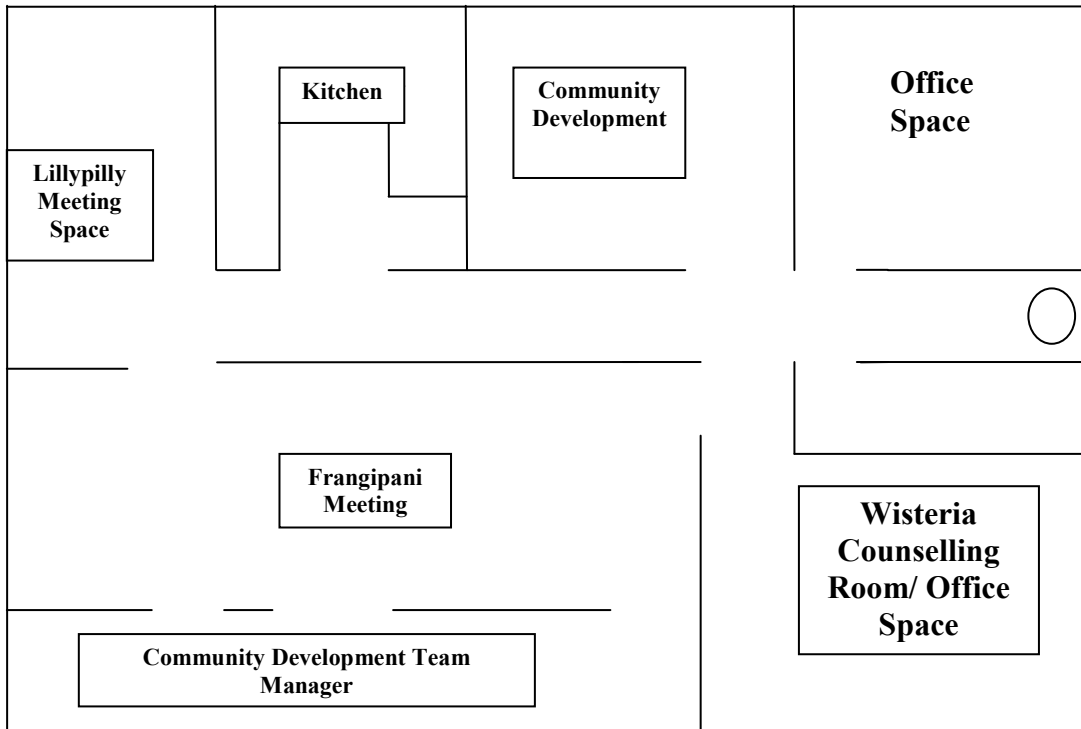 Kitchen
Community
Development
Office
Space
Lillypilly
Meeting
Space
Frangipani
Meeting
Wisteria
Counselling
Room/ Office
Space
Community Development Team
Manager